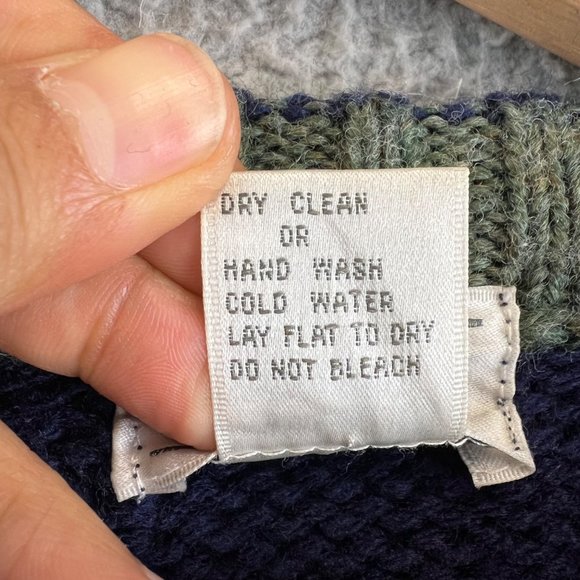 DRY CLEAN
OR
HAND WASH
COLD WATER
LAY FLAT TO DRY
DO NOT BLEACH